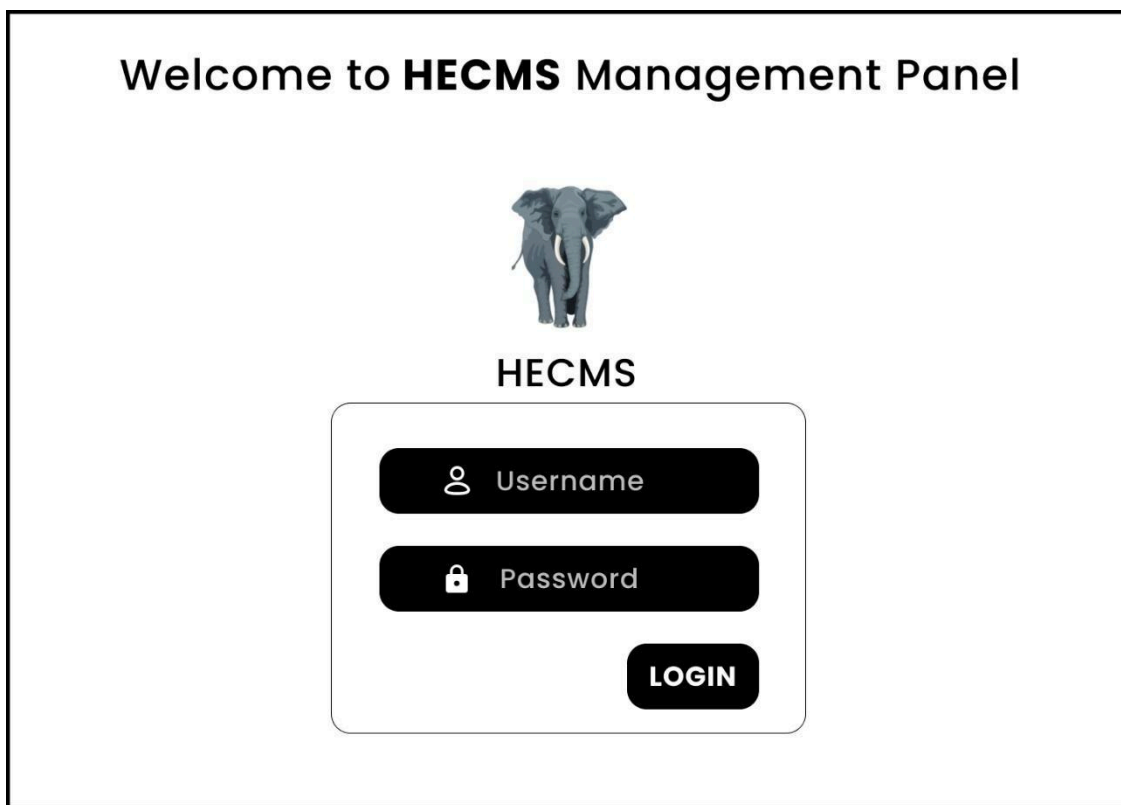 Welcome to HECMS Management Panel
HECMS
Username
Password
LOGIN